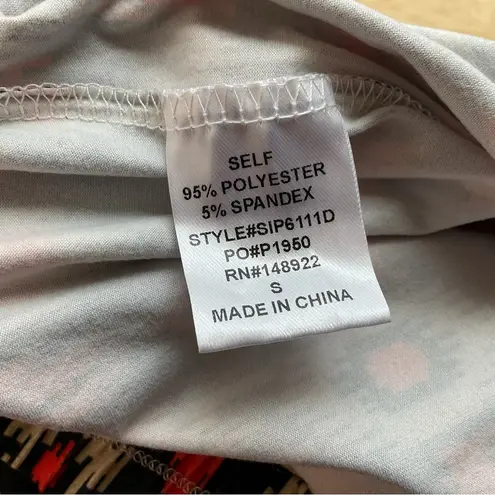 SELF
95% POLYESTER
5% SPANDEX
STYLE#SIP6111D
PO#P1950
RN#148922
S
MADE IN CHINA